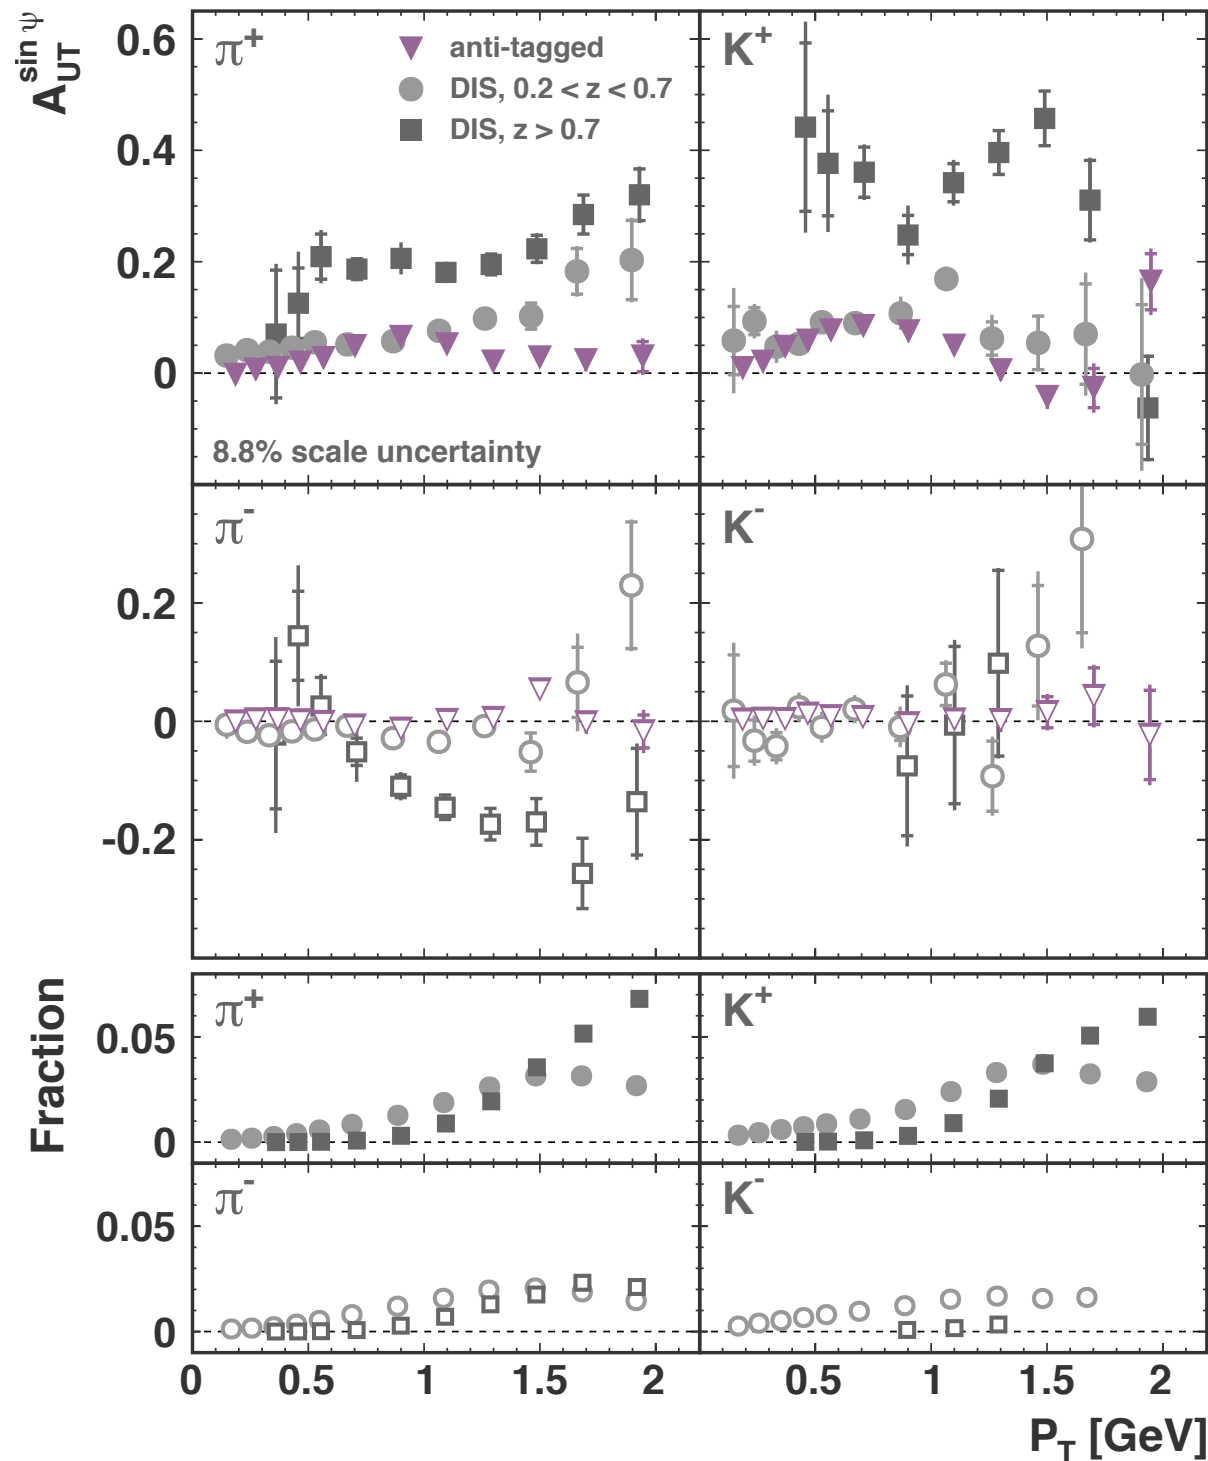 A_UT^sin ψ
0.6
0.4
0.2
0
π+
anti-tagged
DIS, 0.2 < z < 0.7
DIS, z > 0.7
8.8% scale uncertainty
K+
0.2
0
-0.2
π-
K-
Fraction
0.05
0
π+
K+
0.05
0
π-
K-
0 0.5 1 1.5 2 0.5 1 1.5 2
P_T [GeV]